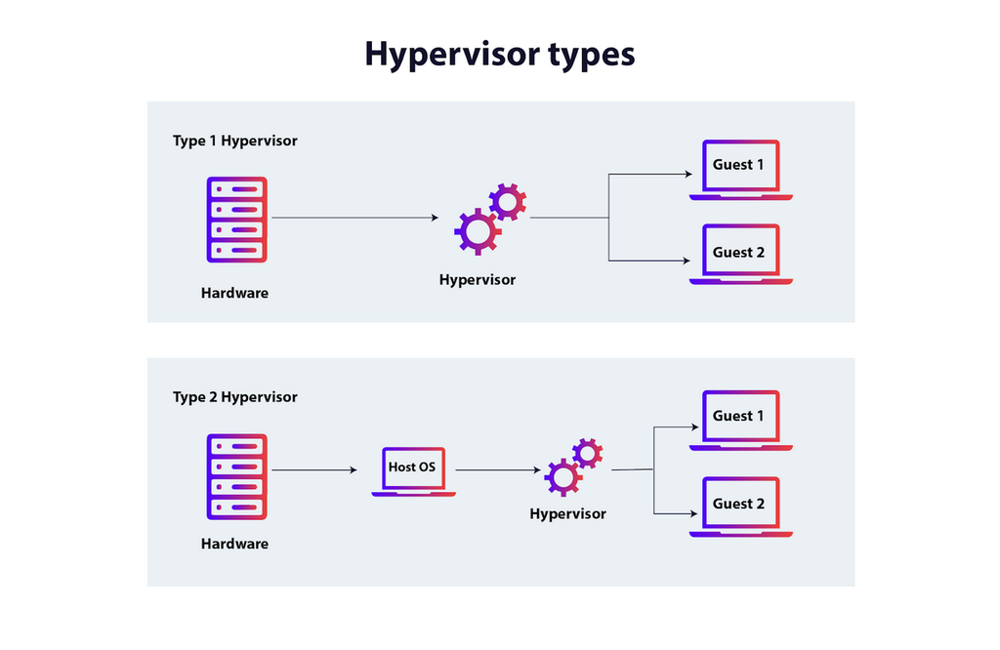 Hypervisor types
Type 1 Hypervisor
Hardware
Hypervisor
Guest 1
Guest 2
Type 2 Hypervisor
Hardware
Host OS
Hypervisor
Guest 1
Guest 2